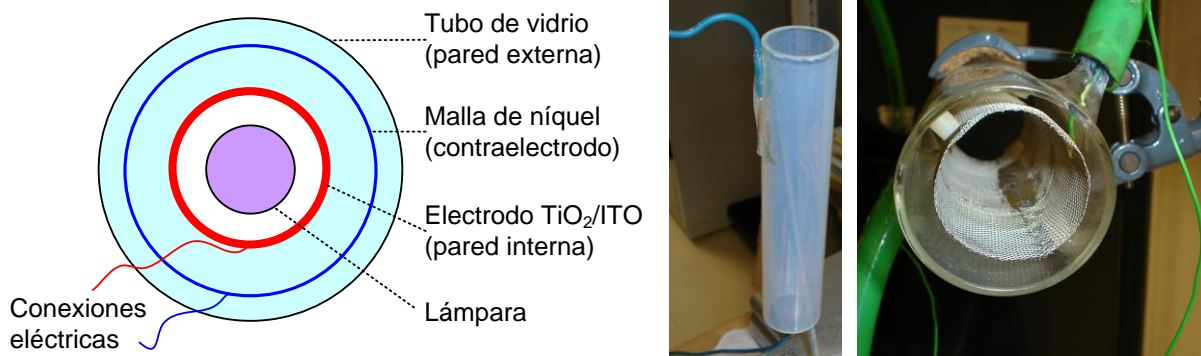 Tubo de vidrio
(pared externa)
Malla de níquel
(contraelectrodo)
Electrodo TiO₂/ITO
(pared interna)
Lámpara
Conexiones
eléctricas